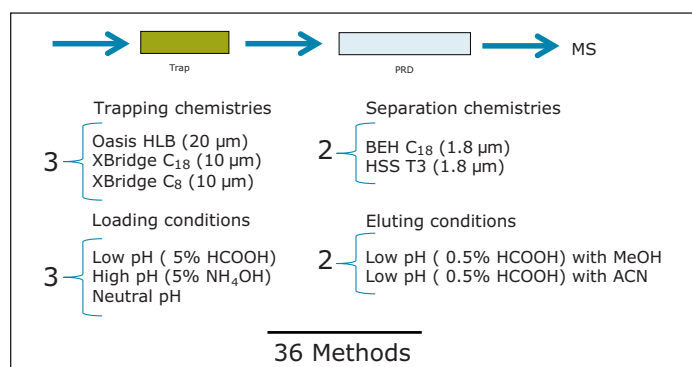 Trap
PRD
MS
Trapping chemistries
3
Oasis HLB (20 µm)
XBridge C18 (10 µm)
XBridge C8 (10 µm)
Separation chemistries
2
BEH C18 (1.8 µm)
HSS T3 (1.8 µm)
Loading conditions
3
Low pH ( 5% HCOOH)
High pH (5% NH4OH)
Neutral pH
Eluting conditions
2
Low pH ( 0.5% HCOOH) with MeOH
Low pH ( 0.5% HCOOH) with ACN
36 Methods